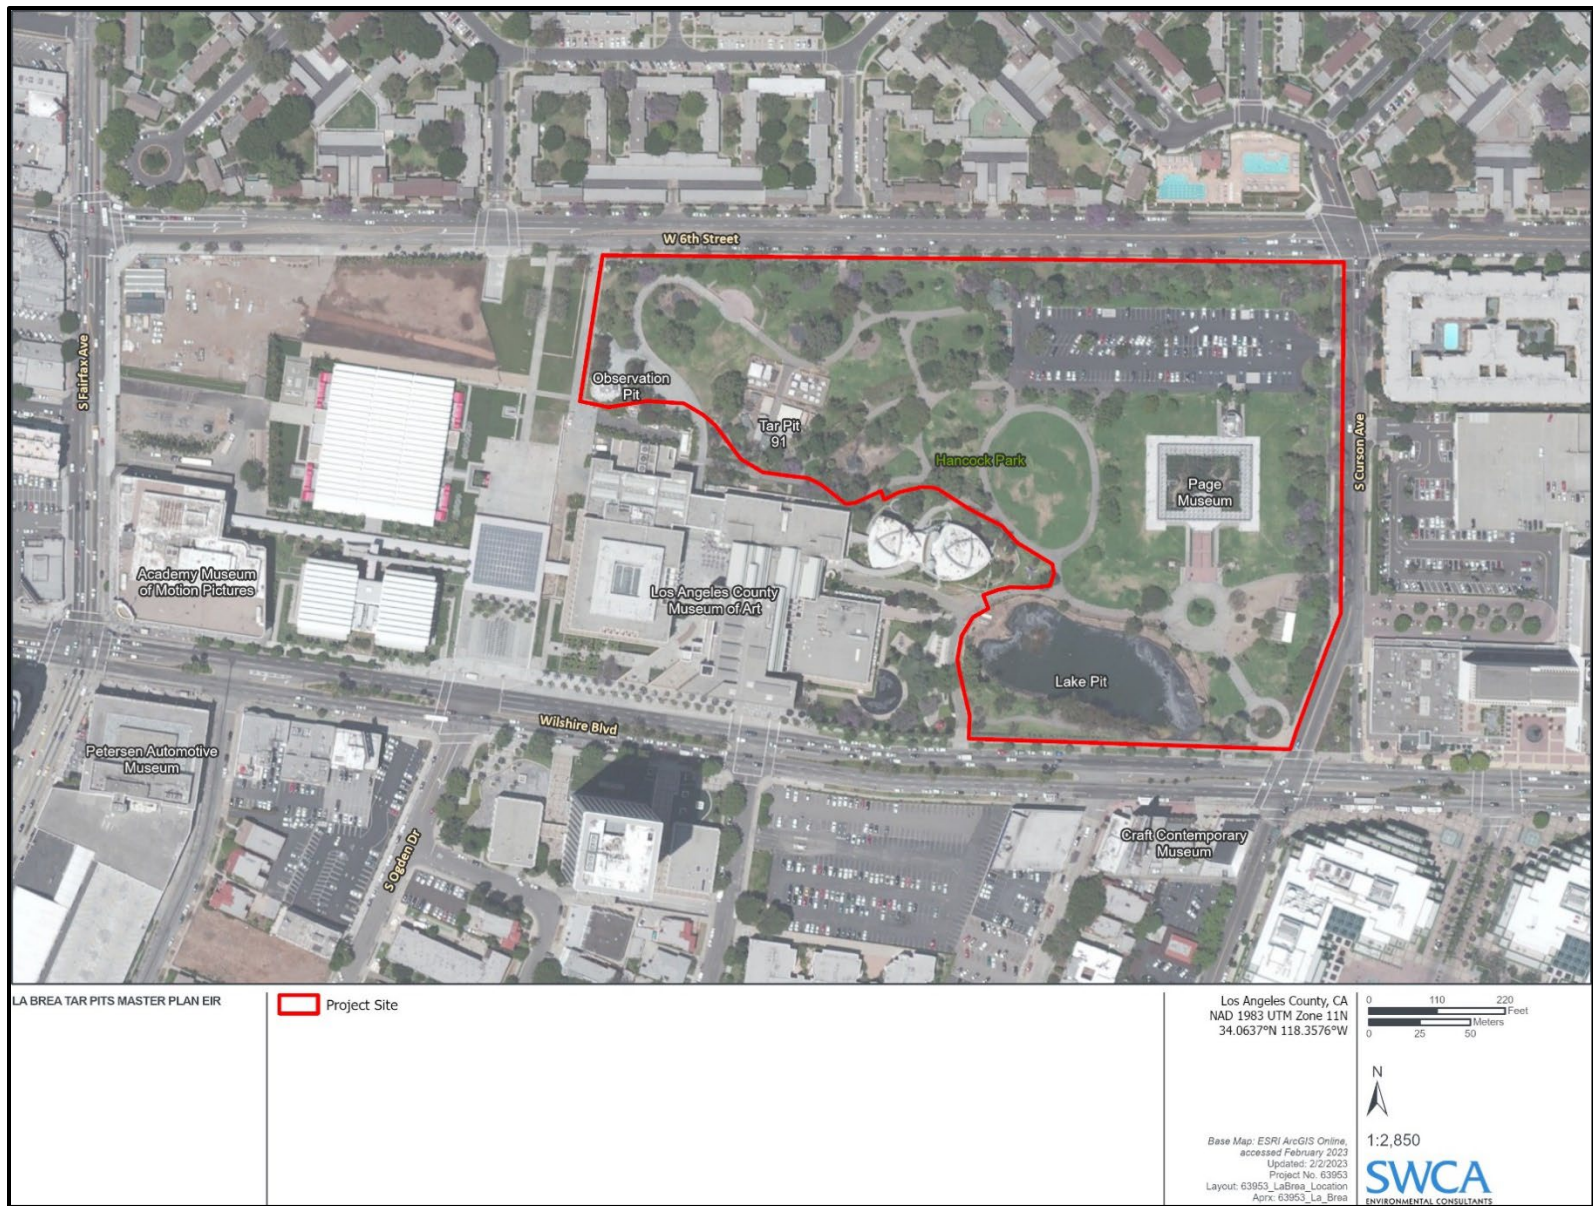 W 6th Street
S Fairfax Ave
Observation
Pit
Tar Pit
91
Hancock Park
Page
Museum
S Curson Ave
Academy Museum
of Motion Pictures
Los Angeles County
Museum of Art
Lake Pit
Wilshire Blvd
Petersen Automotive
Museum
S Ogden Dr
Craft Contemporary
Museum
LA BREA TAR PITS MASTER PLAN EIR
Project Site
Los Angeles County, CA
NAD 1983 UTM Zone 11N
34.0637°N 118.3576°W
0 110 220
Feet
Meters
0 25 50
N
1:2,850
Base Map: ESRI ArcGIS Online,
accessed February 2023
Updated: 2/2/2023
Project No. 63953
Layout: 63953_LaBrea_Location
Aprx: 63953_La_Brea
SWCA
ENVIRONMENTAL CONSULTANTS